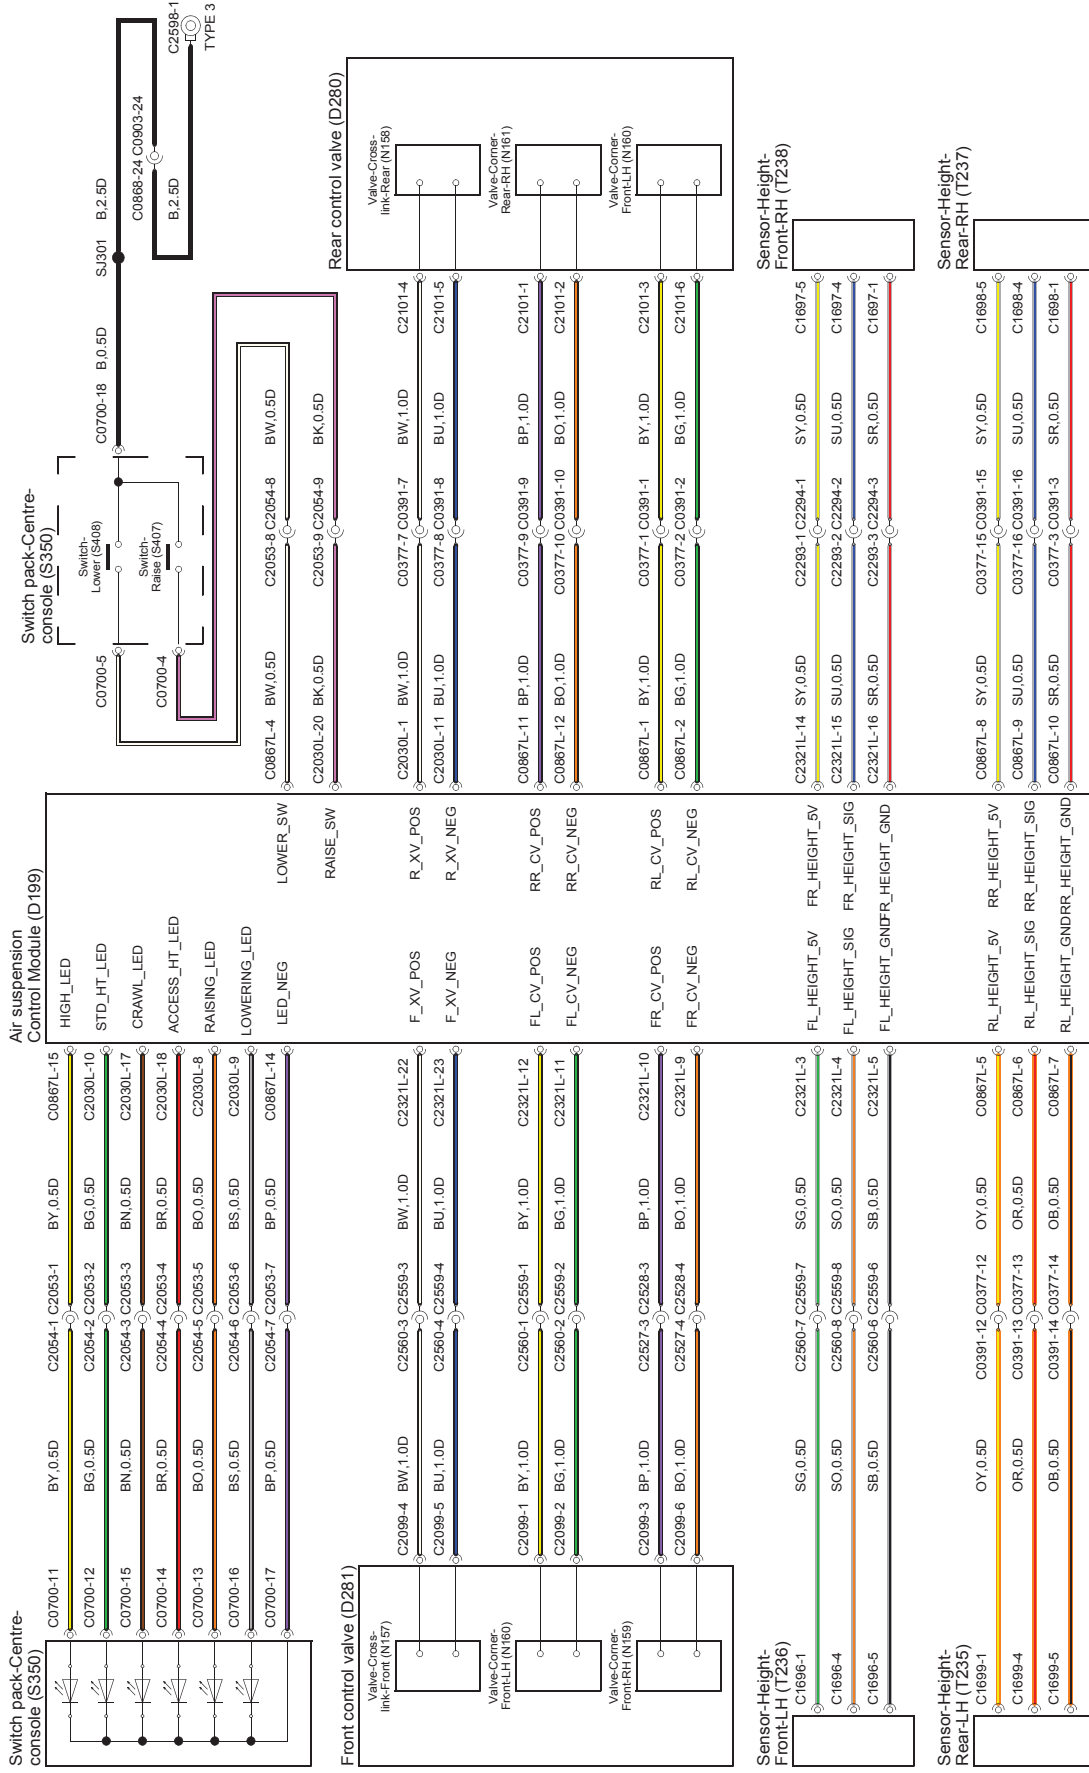 Switch pack-Centre-
console (S350)
C0700-11 BY,0.5D C2054-1 C2053-1 BY,0.5D C0867L-15 HIGH_LED
C0700-12 BG,0.5D C2054-2 C2053-2 BG,0.5D C2030L-10 STD_HT_LED
C0700-15 BN,0.5D C2054-3 C2053-3 BN,0.5D C2030L-17 CRAWL_LED
C0700-14 BR,0.5D C2054-4 C2053-4 BR,0.5D C2030L-18 ACCESS_HT_LED
C0700-13 BO,0.5D C2054-5 C2053-5 BO,0.5D C2030L-8 RAISING_LED
C0700-16 BS,0.5D C2054-6 C2053-6 BS,0.5D C2030L-9 LOWERING_LED
C0700-17 BP,0.5D C2054-7 C2053-7 BP,0.5D C0867L-14 LED_NEG
Air suspension
Control Module (D199)
Switch pack-Centre-
console (S350)
Switch-
Lower (S408)
Switch-
Raise (S407)
C0700-5
C0700-4
C0700-18 B,0.5D SJ301 B,2.5D
C0868-24 C0903-24
B,2.5D
C2598-1
TYPE 3
LOWER_SW C0867L-4 BW,0.5D C2053-8 C2054-8 BW,0.5D
RAISE_SW C2030L-20 BK,0.5D C2053-9 C2054-9 BK,0.5D
Front control valve (D281)
Valve-Cross-
link-Front (N157)
Valve-Corner-
Front-LH (N160)
Valve-Corner-
Front-RH (N159)
C2099-4 BW,1.0D C2560-3 C2559-3 BW,1.0D C2321L-22 F_XV_POS
C2099-5 BU,1.0D C2560-4 C2559-4 BU,1.0D C2321L-23 F_XV_NEG
C2099-1 BY,1.0D C2560-1 C2559-1 BY,1.0D C2321L-12 FL_CV_POS
C2099-2 BG,1.0D C2560-2 C2559-2 BG,1.0D C2321L-11 FL_CV_NEG
C2099-3 BP,1.0D C2527-3 C2528-3 BP,1.0D C2321L-10 FR_CV_POS
C2099-6 BO,1.0D C2527-4 C2528-4 BO,1.0D C2321L-9 FR_CV_NEG
R_XV_POS C2030L-1 BW,1.0D C0377-7 C0391-7 BW,1.0D C2101-4
R_XV_NEG C2030L-11 BU,1.0D C0377-8 C0391-8 BU,1.0D C2101-5
RR_CV_POS C0867L-11 BP,1.0D C0377-9 C0391-9 BP,1.0D C2101-1
RR_CV_NEG C0867L-12 BO,1.0D C0377-10 C0391-10 BO,1.0D C2101-2
RL_CV_POS C0867L-1 BY,1.0D C0377-1 C0391-1 BY,1.0D C2101-3
RL_CV_NEG C0867L-2 BG,1.0D C0377-2 C0391-2 BG,1.0D C2101-6
Rear control valve (D280)
Valve-Cross-
link-Rear (N158)
Valve-Corner-
Rear-RH (N161)
Valve-Corner-
Front-LH (N160)
Sensor-Height-
Front-LH (T236)
C1696-1 SG,0.5D C2560-7 C2559-7 SG,0.5D C2321L-3 FL_HEIGHT_5V
C1696-4 SO,0.5D C2560-8 C2559-8 SO,0.5D C2321L-4 FL_HEIGHT_SIG
C1696-5 SB,0.5D C2560-6 C2559-6 SB,0.5D C2321L-5 FL_HEIGHT_GND
FR_HEIGHT_5V C2321L-14 SY,0.5D C2293-1 C2294-1 SY,0.5D C1697-5
FR_HEIGHT_SIG C2321L-15 SU,0.5D C2293-2 C2294-2 SU,0.5D C1697-4
FR_HEIGHT_GND C2321L-16 SR,0.5D C2293-3 C2294-3 SR,0.5D C1697-1
Sensor-Height-
Front-RH (T238)
Sensor-Height-
Rear-LH (T235)
C1699-1 OY,0.5D C0391-12 C0377-12 OY,0.5D C0867L-5 RL_HEIGHT_5V
C1699-4 OR,0.5D C0391-13 C0377-13 OR,0.5D C0867L-6 RL_HEIGHT_SIG
C1699-5 OB,0.5D C0391-14 C0377-14 OB,0.5D C0867L-7 RL_HEIGHT_GND
RR_HEIGHT_5V C0867L-8 SY,0.5D C0377-15 C0391-15 SY,0.5D C1698-5
RR_HEIGHT_SIG C0867L-9 SU,0.5D C0377-16 C0391-16 SU,0.5D C1698-4
RR_HEIGHT_GND C0867L-10 SR,0.5D C0377-3 C0391-3 SR,0.5D C1698-1
Sensor-Height-
Rear-RH (T237)